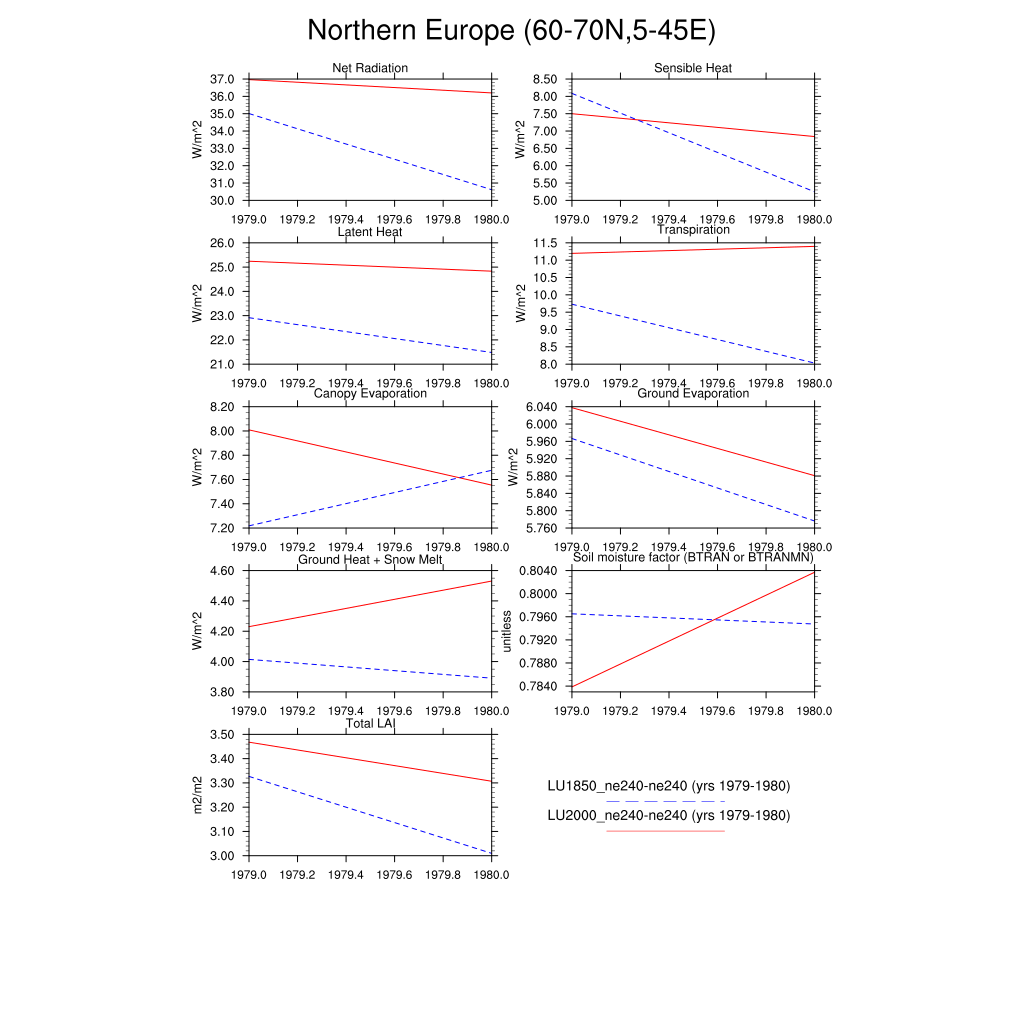 Northern Europe (60-70N,5-45E)
Net Radiation
37.0
36.0
35.0
34.0
33.0
32.0
31.0
30.0
W/m^2
1979.0 1979.2 1979.4 1979.6 1979.8 1980.0
Sensible Heat
8.50
8.00
7.50
7.00
6.50
6.00
5.50
5.00
W/m^2
1979.0 1979.2 1979.4 1979.6 1979.8 1980.0
Latent Heat
26.0
25.0
24.0
23.0
22.0
21.0
W/m^2
1979.0 1979.2 1979.4 1979.6 1979.8 1980.0
Transpiration
11.5
11.0
10.5
10.0
9.5
9.0
8.5
8.0
W/m^2
1979.0 1979.2 1979.4 1979.6 1979.8 1980.0
Canopy Evaporation
8.20
8.00
7.80
7.60
7.40
7.20
W/m^2
1979.0 1979.2 1979.4 1979.6 1979.8 1980.0
Ground Evaporation
6.040
6.000
5.960
5.920
5.880
5.840
5.800
5.760
W/m^2
1979.0 1979.2 1979.4 1979.6 1979.8 1980.0
Ground Heat + Snow Melt
4.60
4.40
4.20
4.00
3.80
W/m^2
1979.0 1979.2 1979.4 1979.6 1979.8 1980.0
Soil moisture factor (BTRAN or BTRANMN)
0.8040
0.8000
0.7960
0.7920
0.7880
0.7840
unitless
1979.0 1979.2 1979.4 1979.6 1979.8 1980.0
Total LAI
3.50
3.40
3.30
3.20
3.10
3.00
m2/m2
1979.0 1979.2 1979.4 1979.6 1979.8 1980.0
LU1850_ne240-ne240 (yrs 1979-1980)
LU2000_ne240-ne240 (yrs 1979-1980)